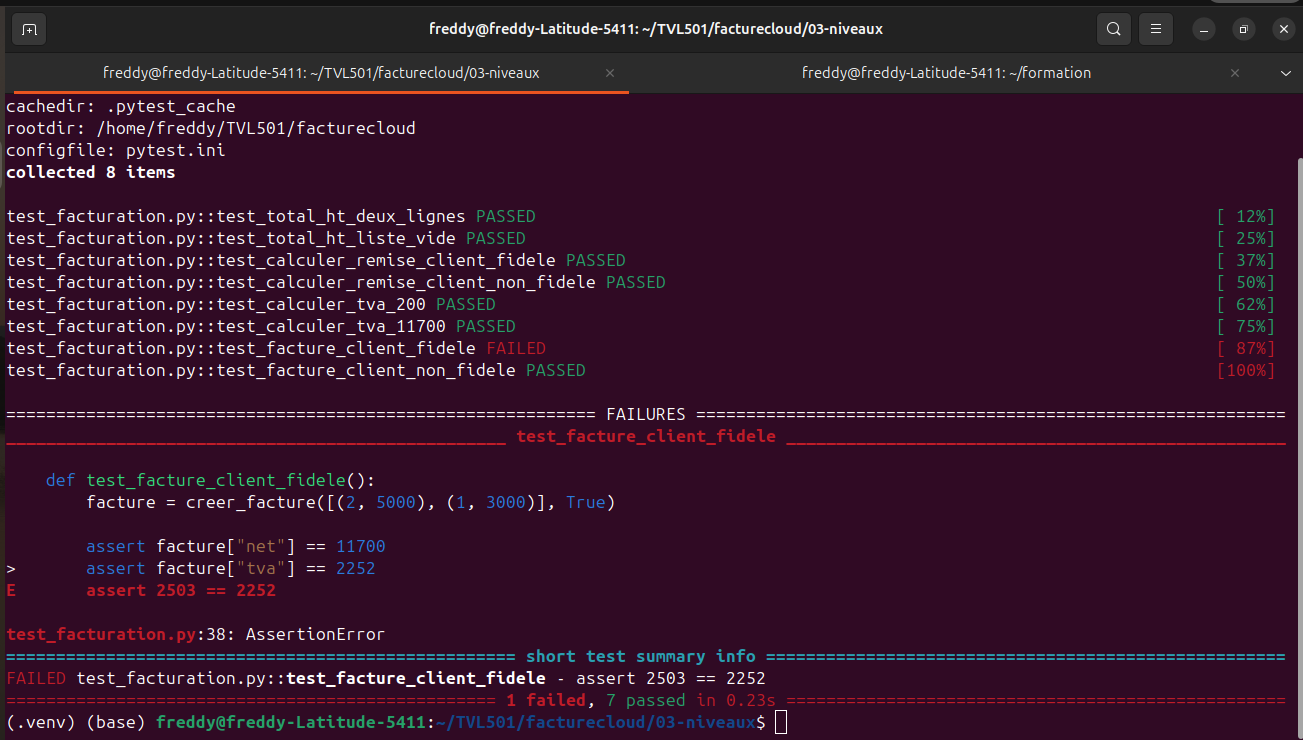 freddy@freddy-Latitude-5411: ~/TVL501/facturecloud/03-niveaux
freddy@freddy-Latitude-5411: ~/TVL501/facturecloud/03-niveaux × freddy@freddy-Latitude-5411: ~/formation ×
cachedir: .pytest_cache
rootdir: /home/freddy/TVL501/facturecloud
configfile: pytest.ini
collected 8 items
test_facturation.py::test_total_ht_deux_lignes PASSED [ 12%]
test_facturation.py::test_total_ht_liste_vide PASSED [ 25%]
test_facturation.py::test_calculer_remise_client_fidele PASSED [ 37%]
test_facturation.py::test_calculer_remise_client_non_fidele PASSED [ 50%]
test_facturation.py::test_calculer_tva_200 PASSED [ 62%]
test_facturation.py::test_calculer_tva_11700 PASSED [ 75%]
test_facturation.py::test_facture_client_fidele FAILED [ 87%]
test_facturation.py::test_facture_client_non_fidele PASSED [100%]
=========================================================== FAILURES ===========================================================
__________________________________________________ test_facture_client_fidele __________________________________________________
    def test_facture_client_fidele():
        facture = creer_facture([(2, 5000), (1, 3000)], True)
        assert facture["net"] == 11700
>       assert facture["tva"] == 2252
E       assert 2503 == 2252
test_facturation.py:38: AssertionError
=================================================== short test summary info ====================================================
FAILED test_facturation.py::test_facture_client_fidele - assert 2503 == 2252
================================================= 1 failed, 7 passed in 0.23s ==================================================
(.venv) (base) freddy@freddy-Latitude-5411:~/TVL501/facturecloud/03-niveaux$